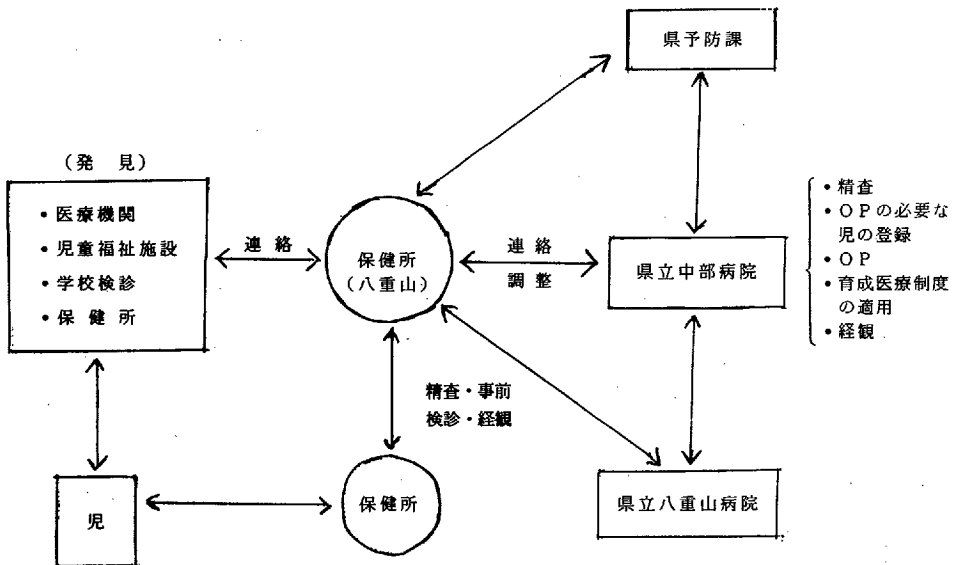 県予防課
(発 見)
• 医療機関
• 児童福祉施設
• 学校検診
• 保健所
連絡
保健所
(八重山)
連絡
調整
県立中部病院
• 精査
• OPの必要な
児の登録
• OP
• 育成医療制度
の適用
• 経観
精査・事前
検診・経観
児
保健所
県立八重山病院